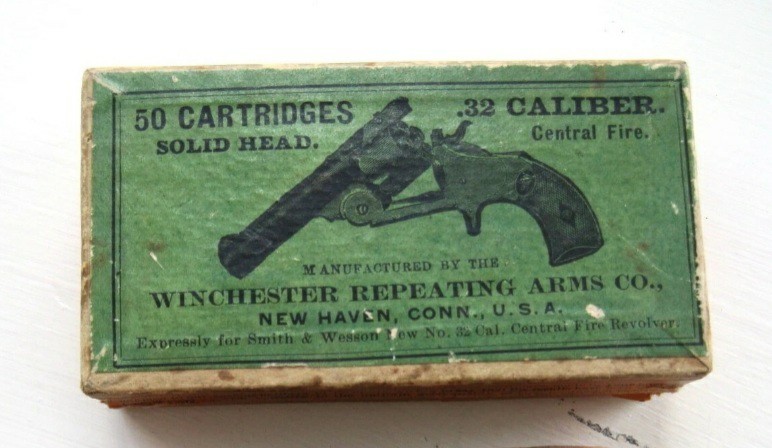 50 CARTRIDGES .32 CALIBER.
SOLID HEAD. Central Fire.
MANUFACTURED BY THE
WINCHESTER REPEATING ARMS CO.,
NEW HAVEN, CONN., U.S.A.
Expressly for Smith & Wesson New No. 32 Cal. Central Fire Revolver.